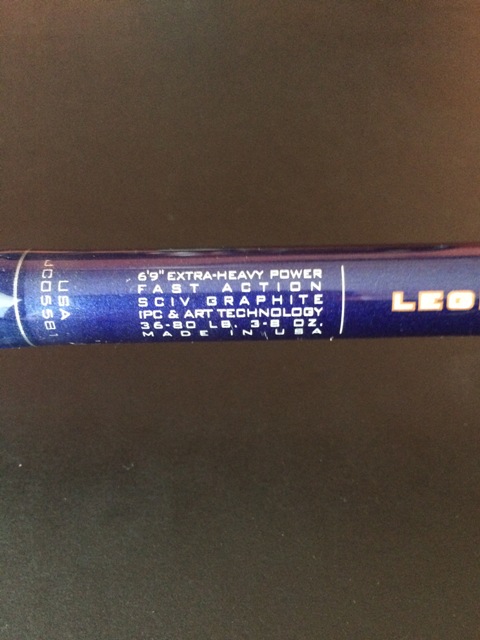 6'9" EXTRA-HEAVY POWER
FAST ACTION
SCIV GRAPHITE
IPC & ART TECHNOLOGY
36-80 LB. 3-8 OZ.
MADE IN USA
USA